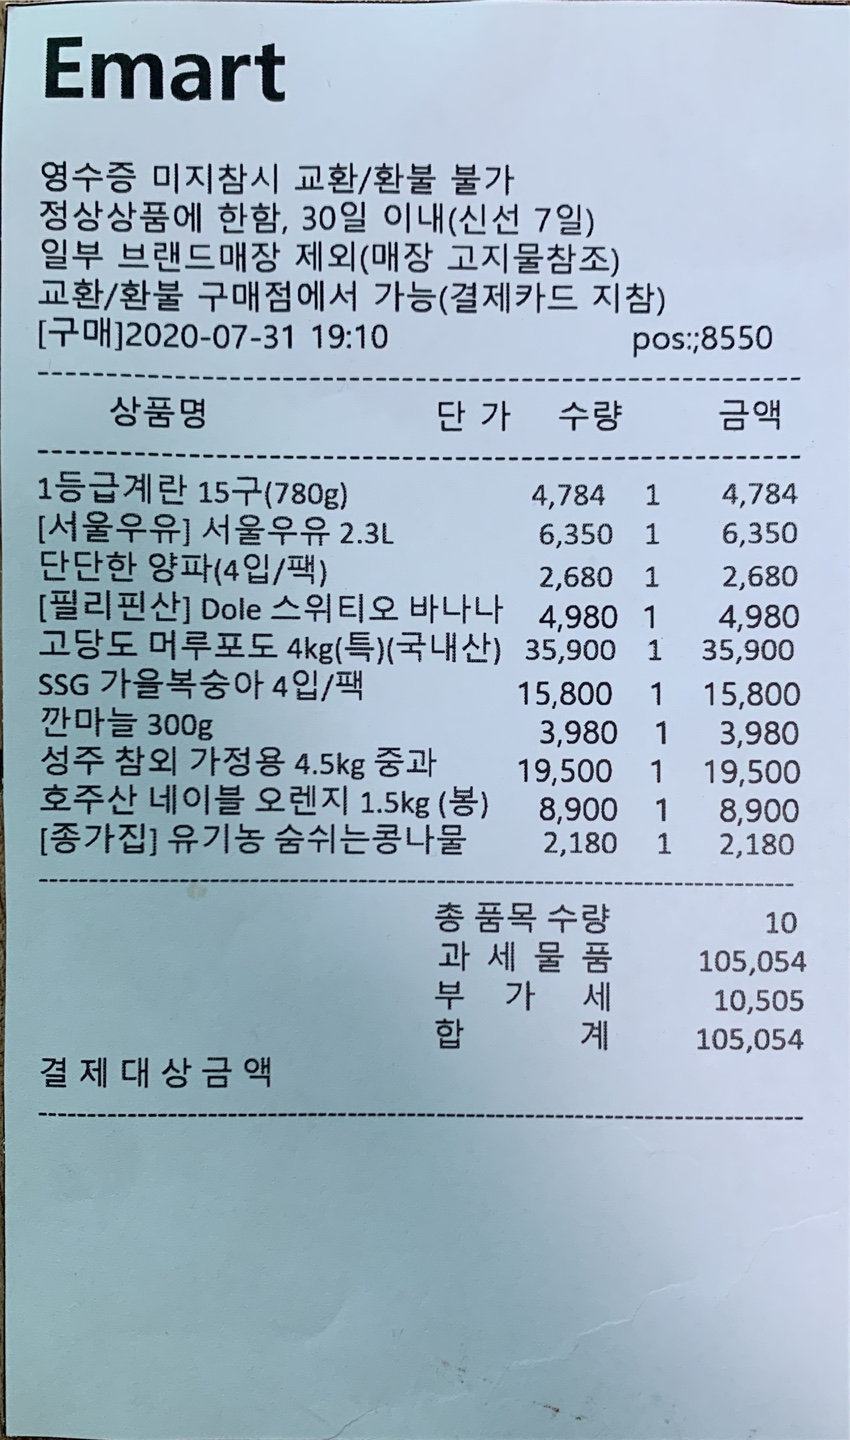 Emart
영수증 미지참시 교환/환불 불가
정상상품에 한함, 30일 이내(신선 7일)
일부 브랜드매장 제외(매장 고지물참조)
교환/환불 구매점에서 가능(결제카드 지참)
[구매]2020-07-31 19:10 pos:;8550
상품명 단 가 수량 금액
1등급계란 15구(780g) 4,784 1 4,784
[서울우유] 서울우유 2.3L 6,350 1 6,350
단단한 양파(4입/팩) 2,680 1 2,680
[필리핀산] Dole 스위티오 바나나 4,980 1 4,980
고당도 머루포도 4kg(특)(국내산) 35,900 1 35,900
SSG 가을복숭아 4입/팩 15,800 1 15,800
깐마늘 300g 3,980 1 3,980
성주 참외 가정용 4.5kg 중과 19,500 1 19,500
호주산 네이블 오렌지 1.5kg (봉) 8,900 1 8,900
[종가집] 유기농 숨쉬는콩나물 2,180 1 2,180
총 품목 수량 10
과 세 물 품 105,054
부 가 세 10,505
합 계 105,054
결 제 대 상 금 액